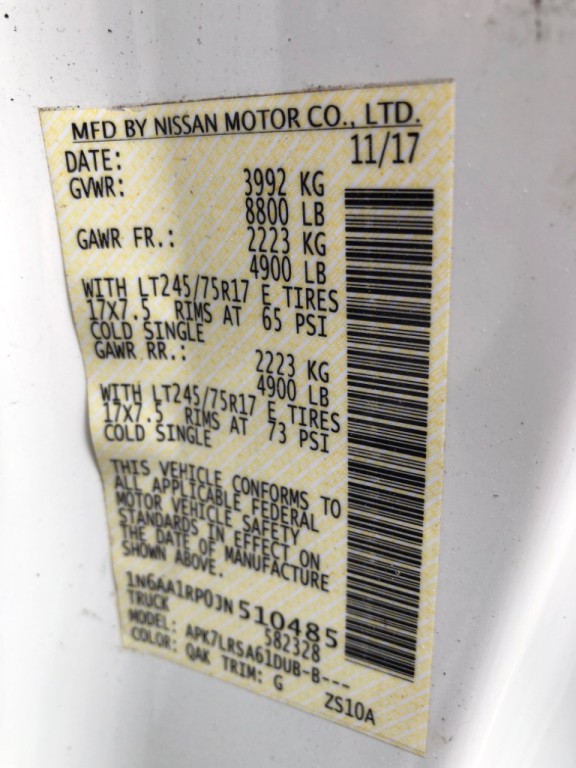 MFD BY NISSAN MOTOR CO., LTD.
DATE: 11/17
GVWR: 3992 KG
8800 LB
GAWR FR.: 2223 KG
4900 LB
WITH LT245/75R17 E TIRES
17X7.5 RIMS AT 65 PSI
COLD SINGLE
GAWR RR.: 2223 KG
4900 LB
WITH LT245/75R17 E TIRES
17X7.5 RIMS AT 73 PSI
COLD SINGLE
THIS VEHICLE CONFORMS TO
ALL APPLICABLE FEDERAL
MOTOR VEHICLE SAFETY
STANDARDS IN EFFECT ON
THE DATE OF MANUFACTURE
SHOWN ABOVE.
1N6AA1RP0JN510485
TRUCK 582328
MODEL: APK7LRSA61DUB-B---
COLOR: QAK TRIM: G
ZS10A